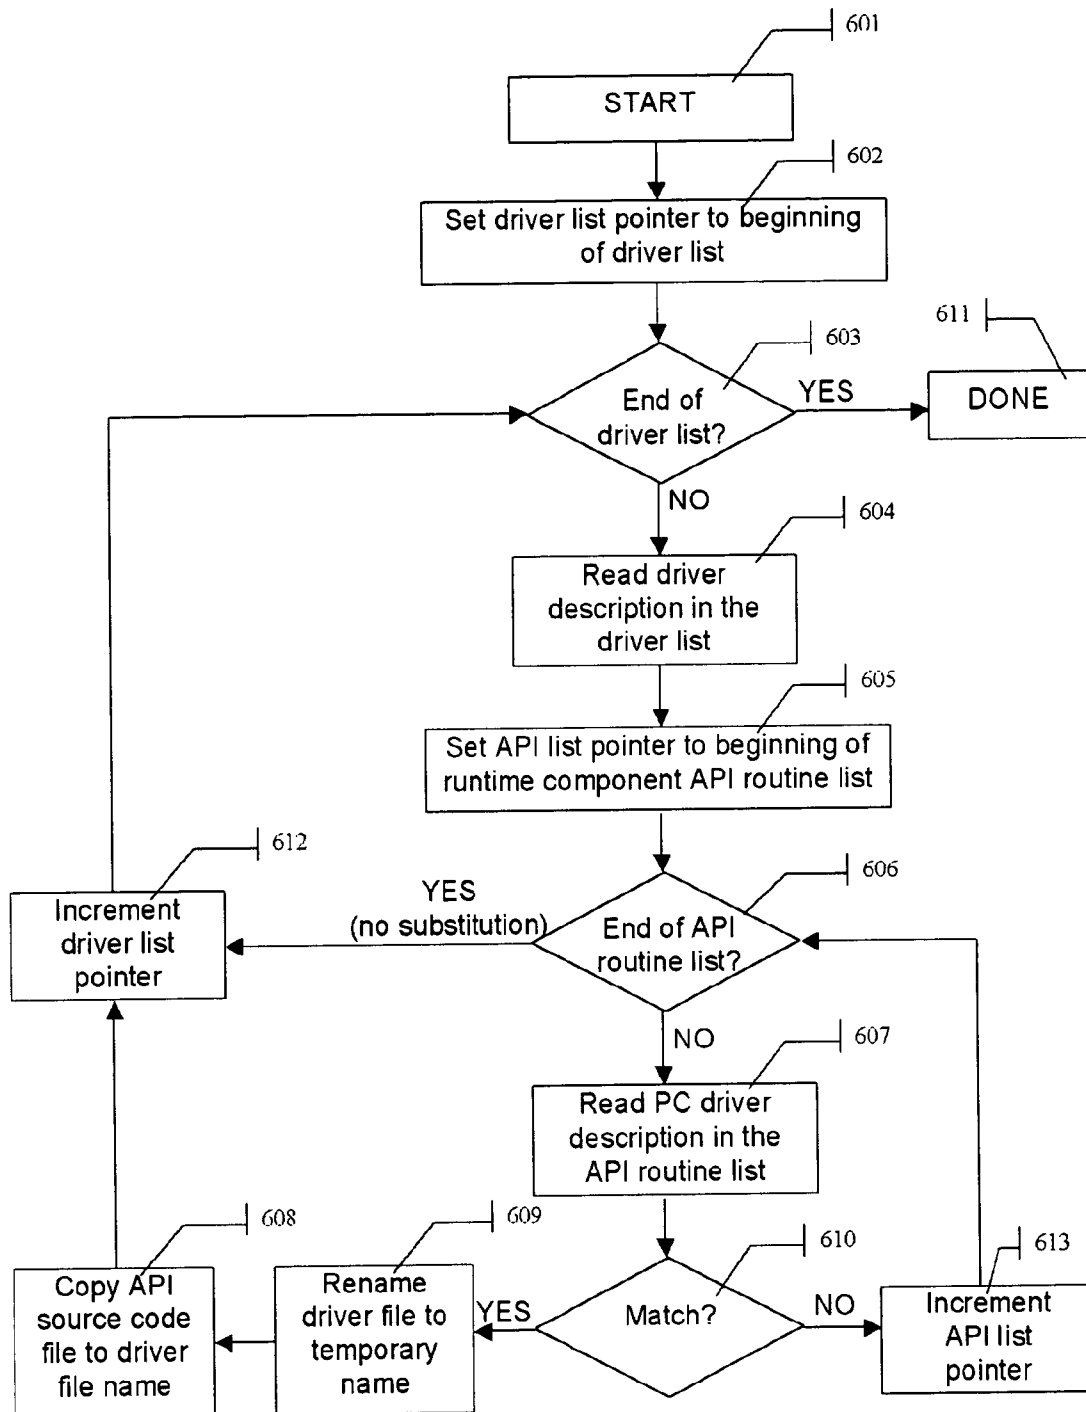 601
START
602
Set driver list pointer to beginning
of driver list
611
603
End of
driver list?
YES
DONE
NO
604
Read driver
description in the
driver list
605
Set API list pointer to beginning of
runtime component API routine list
612
Increment
driver list
pointer
YES
(no substitution)
606
End of API
routine list?
NO
607
Read PC driver
description in the
API routine list
608
609
610
613
Copy API
source code
file to driver
file name
Rename
driver file to
temporary
name
YES
Match?
NO
Increment
API list
pointer